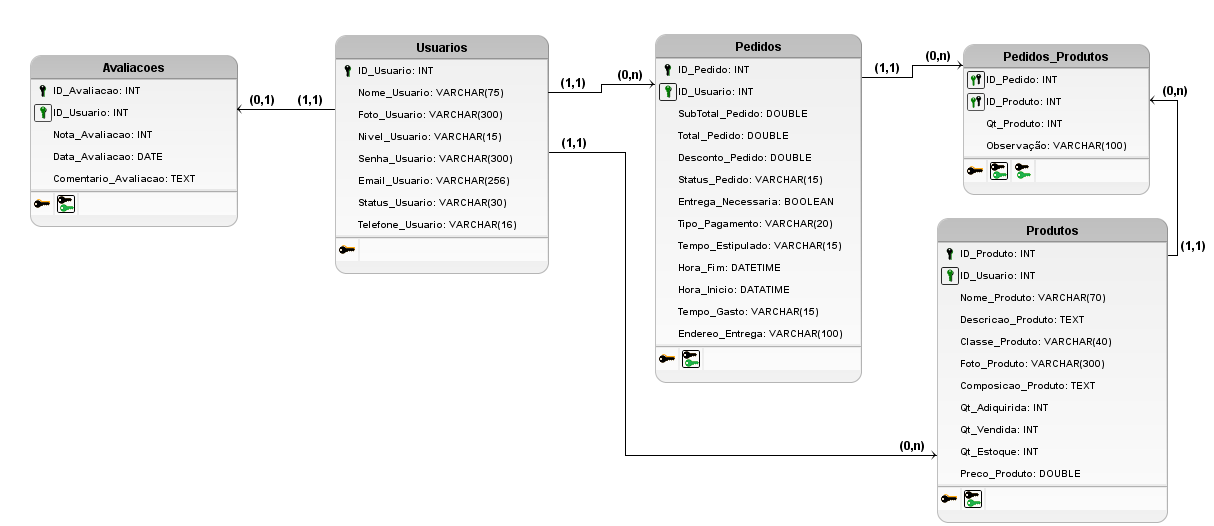 Avaliacoes
ID_Avaliacao: INT
ID_Usuario: INT
Nota_Avaliacao: INT
Data_Avaliacao: DATE
Comentario_Avaliacao: TEXT
(0,1)
(1,1)
Usuarios
ID_Usuario: INT
Nome_Usuario: VARCHAR(75)
Foto_Usuario: VARCHAR(300)
Nivel_Usuario: VARCHAR(15)
Senha_Usuario: VARCHAR(300)
Email_Usuario: VARCHAR(256)
Status_Usuario: VARCHAR(30)
Telefone_Usuario: VARCHAR(16)
(1,1)
(0,n)
(1,1)
(0,n)
Pedidos
ID_Pedido: INT
ID_Usuario: INT
SubTotal_Pedido: DOUBLE
Total_Pedido: DOUBLE
Desconto_Pedido: DOUBLE
Status_Pedido: VARCHAR(15)
Entrega_Necessaria: BOOLEAN
Tipo_Pagamento: VARCHAR(20)
Tempo_Estipulado: VARCHAR(15)
Hora_Fim: DATETIME
Hora_Inicio: DATATIME
Tempo_Gasto: VARCHAR(15)
Endereo_Entrega: VARCHAR(100)
(1,1)
(0,n)
Pedidos_Produtos
ID_Pedido: INT
ID_Produto: INT
Qt_Produto: INT
Observação: VARCHAR(100)
(0,n)
(1,1)
Produtos
ID_Produto: INT
ID_Usuario: INT
Nome_Produto: VARCHAR(70)
Descricao_Produto: TEXT
Classe_Produto: VARCHAR(40)
Foto_Produto: VARCHAR(300)
Composicao_Produto: TEXT
Qt_Adiquirida: INT
Qt_Vendida: INT
Qt_Estoque: INT
Preco_Produto: DOUBLE